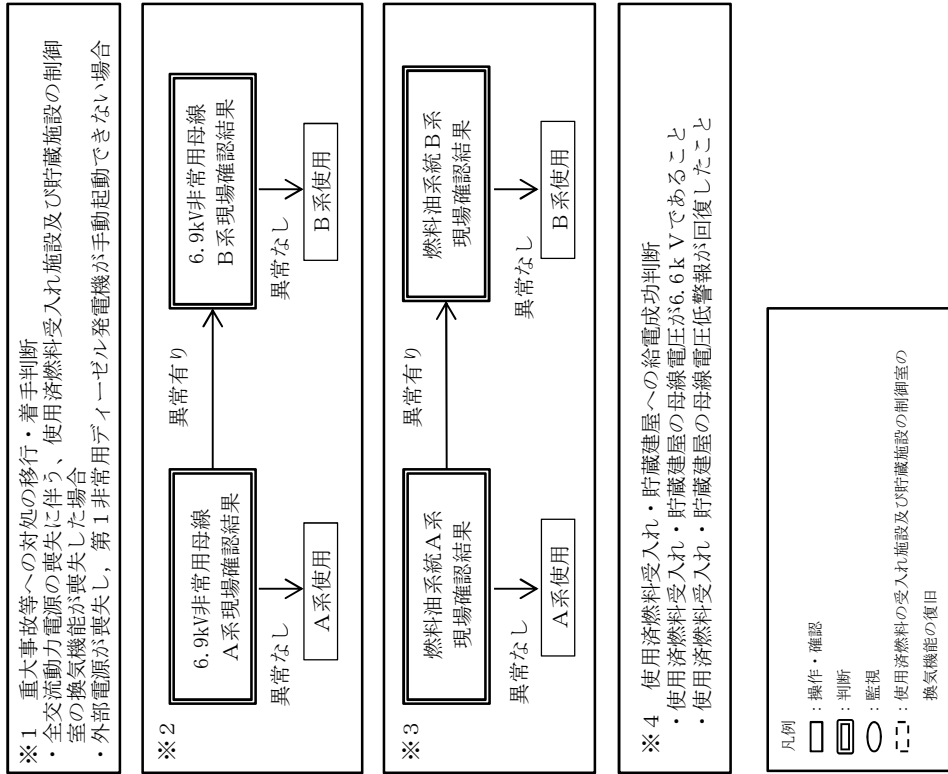 ※1　重大事故等への対処の移行・着手判断
・全交流動力電源の喪失に伴う、使用済燃料受入れ施設及び貯蔵施設の制御
室の換気機能が喪失した場合
・外部電源が喪失し，第１非常用ディーゼル発電機が手動起動できない場合
※2
6.9kV非常用母線
A系現場確認結果
異常なし
A系使用
異常有り
6.9kV非常用母線
B系現場確認結果
異常なし
B系使用
※3
燃料油系統A系
現場確認結果
異常なし
A系使用
異常有り
燃料油系統B系
現場確認結果
異常なし
B系使用
※4　使用済燃料受入れ・貯蔵建屋への給電成功判断
・使用済燃料受入れ・貯蔵建屋の母線電圧が6.6ｋＶであること
・使用済燃料受入れ・貯蔵建屋の母線電圧低警報が回復したこと
凡例
：操作・確認
：判断
：監視
：使用済燃料の受入れ施設及び貯蔵施設の制御室の
換気機能の復旧